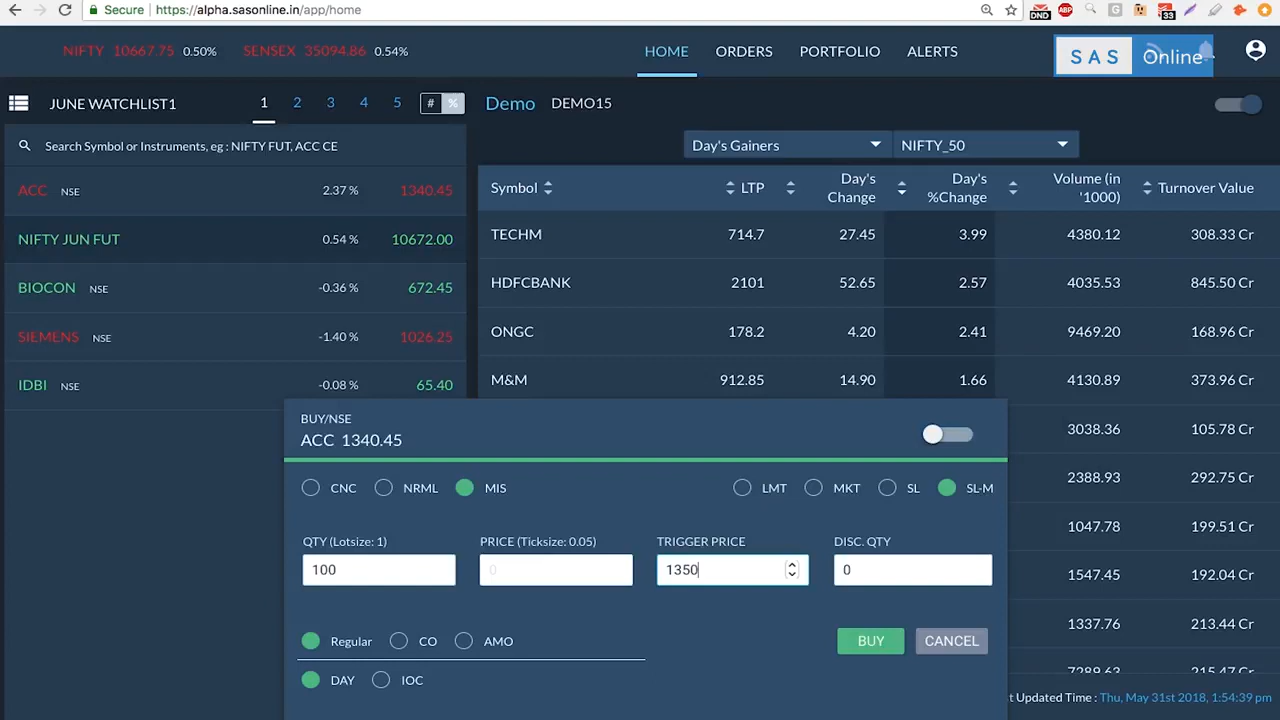 Secure https://alpha.sasonline.in/app/home
DND ABP G 33
NIFTY 10667.75 0.50% SENSEX 35094.86 0.54%
HOME ORDERS PORTFOLIO ALERTS
SAS Online
JUNE WATCHLIST1 1 2 3 4 5 # %
Demo DEMO15
Search Symbol or Instruments, eg : NIFTY FUT, ACC CE
Day's Gainers NIFTY_50
Symbol LTP Day's Change Day's %Change Volume (in '1000) Turnover Value
ACC NSE 2.37 % 1340.45
NIFTY JUN FUT 0.54 % 10672.00
BIOCON NSE -0.36 % 672.45
SIEMENS NSE -1.40 % 1026.25
IDBI NSE -0.08 % 65.40
TECHM 714.7 27.45 3.99 4380.12 308.33 Cr
HDFCBANK 2101 52.65 2.57 4035.53 845.50 Cr
ONGC 178.2 4.20 2.41 9469.20 168.96 Cr
M&M 912.85 14.90 1.66 4130.89 373.96 Cr
3038.36 105.78 Cr
2388.93 292.75 Cr
1047.78 199.51 Cr
1547.45 192.04 Cr
1337.76 213.44 Cr
7289.63 215.47 Cr
BUY/NSE
ACC 1340.45
CNC NRML MIS LMT MKT SL SL-M
QTY (Lotsize: 1) PRICE (Ticksize: 0.05) TRIGGER PRICE DISC. QTY
100 0 1350 0
Regular CO AMO BUY CANCEL
DAY IOC
t Updated Time : Thu, May 31st 2018, 1:54:39 pm